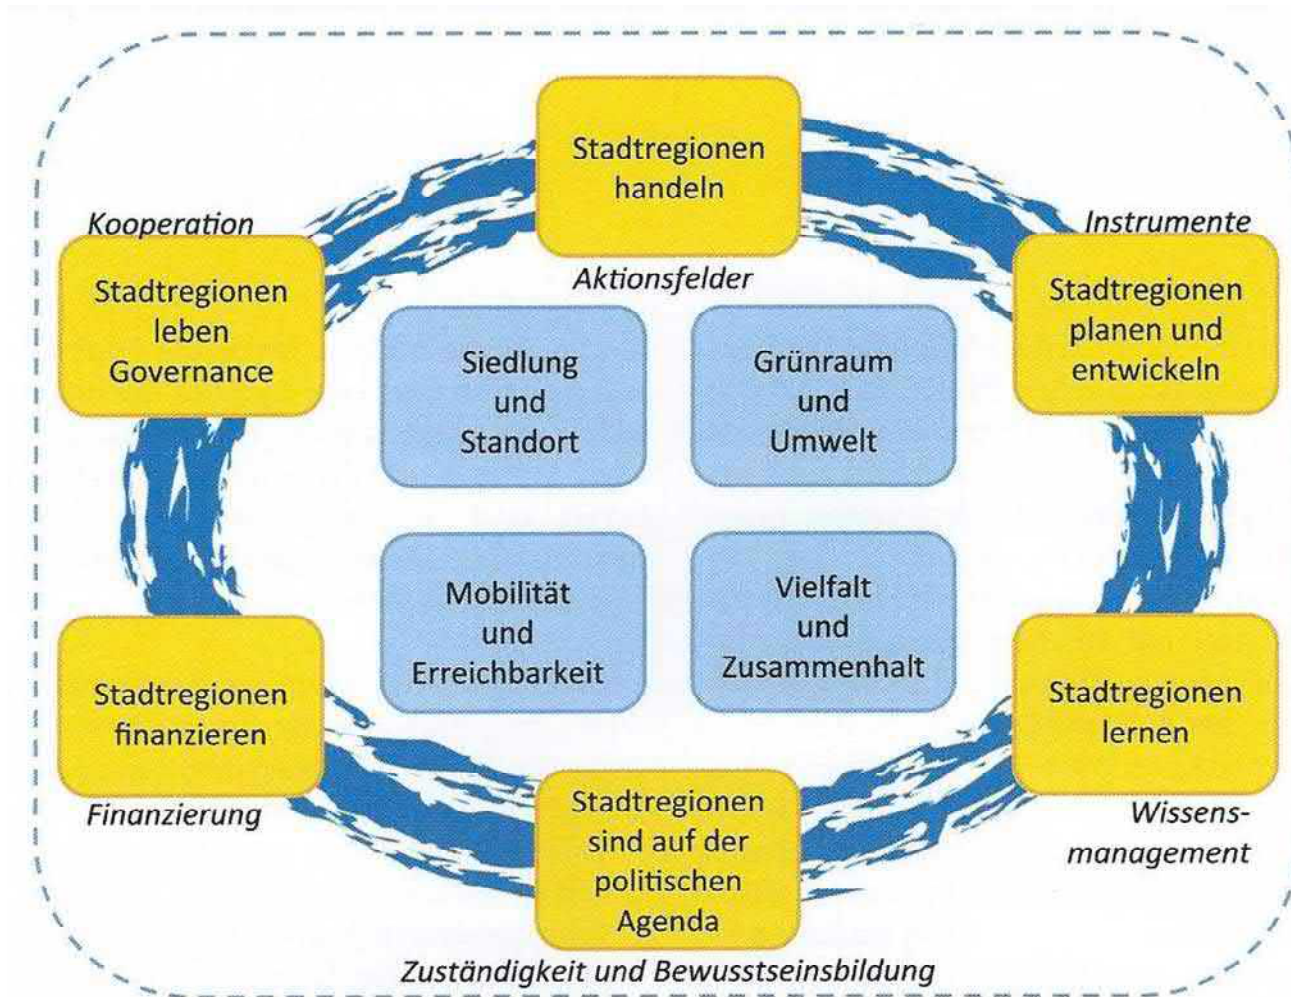 Stadtregionen
handeln
Aktionsfelder
Kooperation
Stadtregionen
leben
Governance
Instrumente
Stadtregionen
planen und
entwickeln
Siedlung
und
Standort
Grünraum
und
Umwelt
Mobilität
und
Erreichbarkeit
Vielfalt
und
Zusammenhalt
Stadtregionen
finanzieren
Finanzierung
Stadtregionen
lernen
Wissens-
management
Stadtregionen
sind auf der
politischen
Agenda
Zuständigkeit und Bewusstseinsbildung